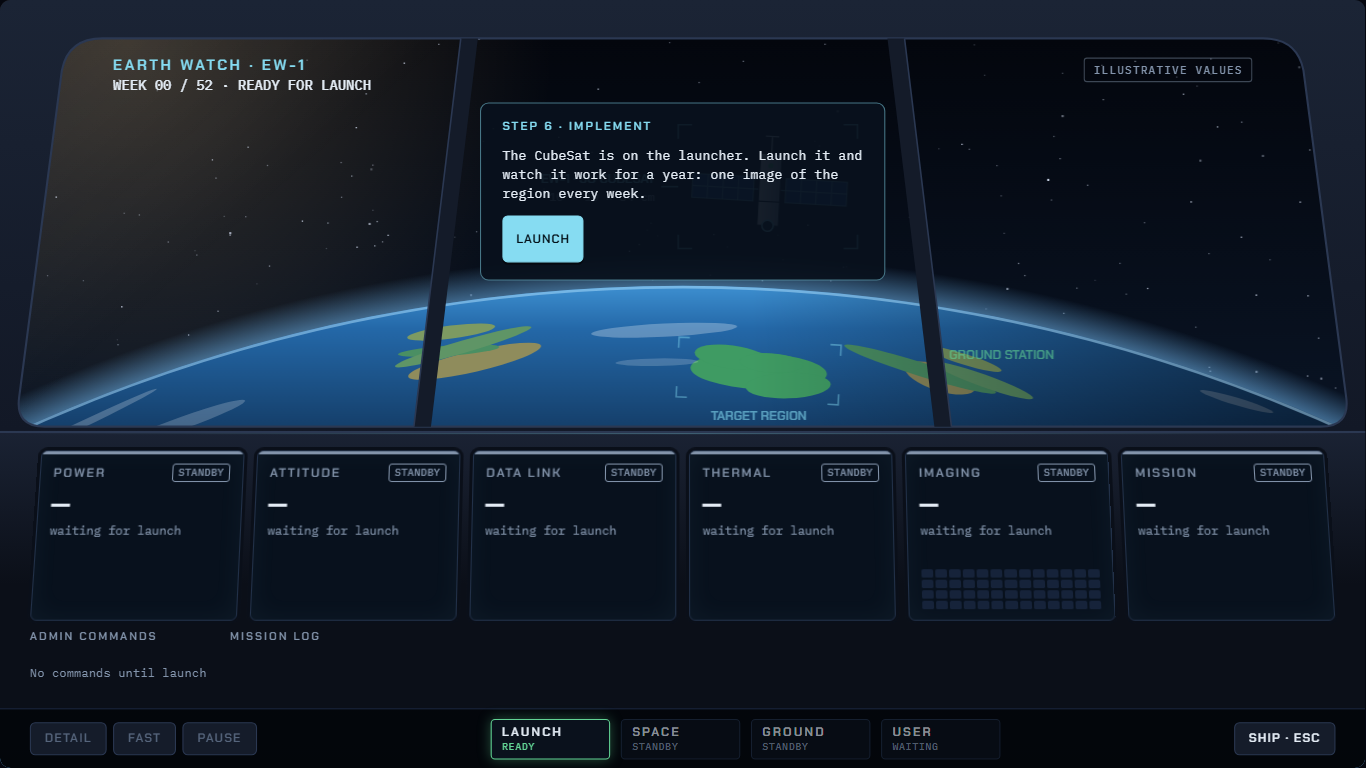 EARTH WATCH · EW-1
WEEK 00 / 52 · READY FOR LAUNCH
ILLUSTRATIVE VALUES
STEP 6 · IMPLEMENT
The CubeSat is on the launcher. Launch it and
watch it work for a year: one image of the
region every week.
LAUNCH
GROUND STATION
TARGET REGION
POWER STANDBY
—
waiting for launch
ATTITUDE STANDBY
—
waiting for launch
DATA LINK STANDBY
—
waiting for launch
THERMAL STANDBY
—
waiting for launch
IMAGING STANDBY
—
waiting for launch
MISSION STANDBY
—
waiting for launch
ADMIN COMMANDS
No commands until launch
MISSION LOG
DETAIL FAST PAUSE
LAUNCH
READY
SPACE
STANDBY
GROUND
STANDBY
USER
WAITING
SHIP · ESC